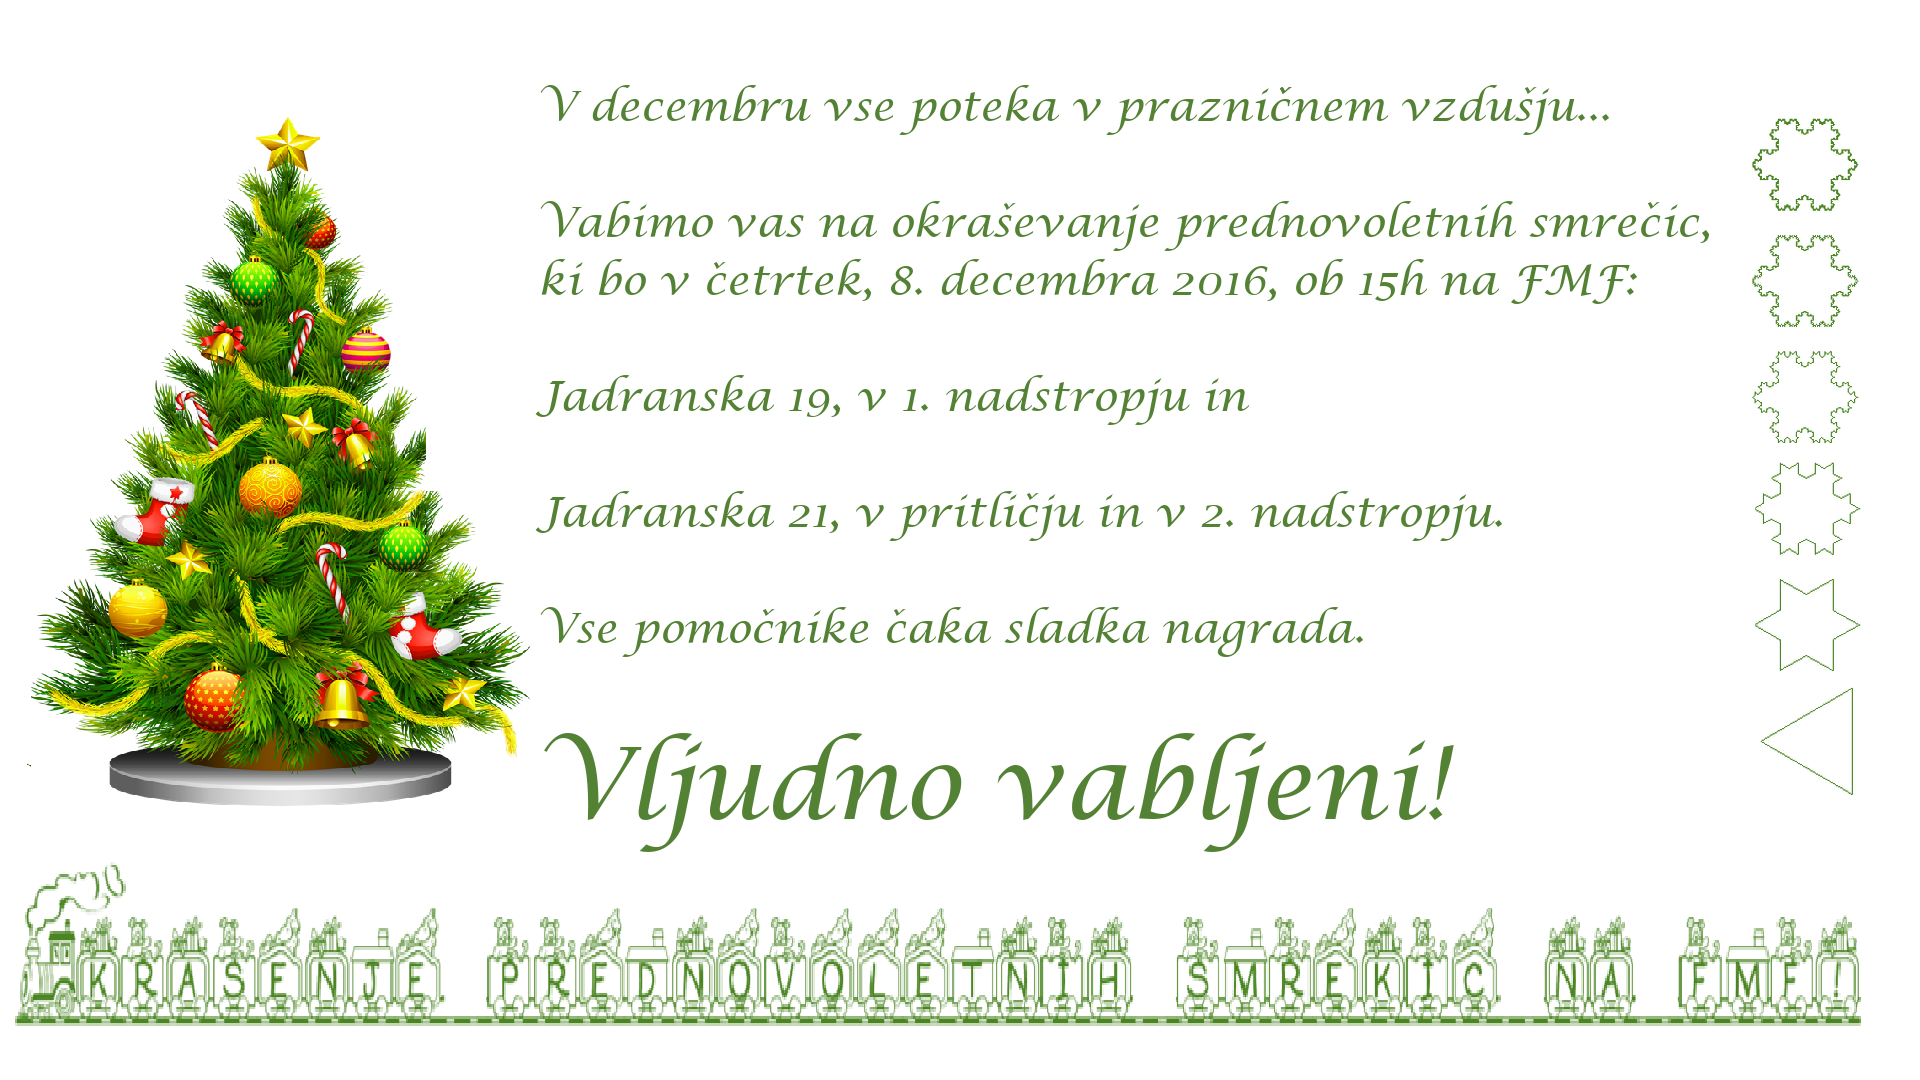 V decembru vse poteka v prazničnem vzdušju...
Vabimo vas na okraševanje prednovoletnih smrečic,
ki bo v četrtek, 8. decembra 2016, ob 15h na FMF:
Jadranska 19, v 1. nadstropju in
Jadranska 21, v pritličju in v 2. nadstropju.
Vse pomočnike čaka sladka nagrada.
Vljudno vabljeni!
KRAŠENJE PREDNOVOLETNIH SMREKIC NA FMF!